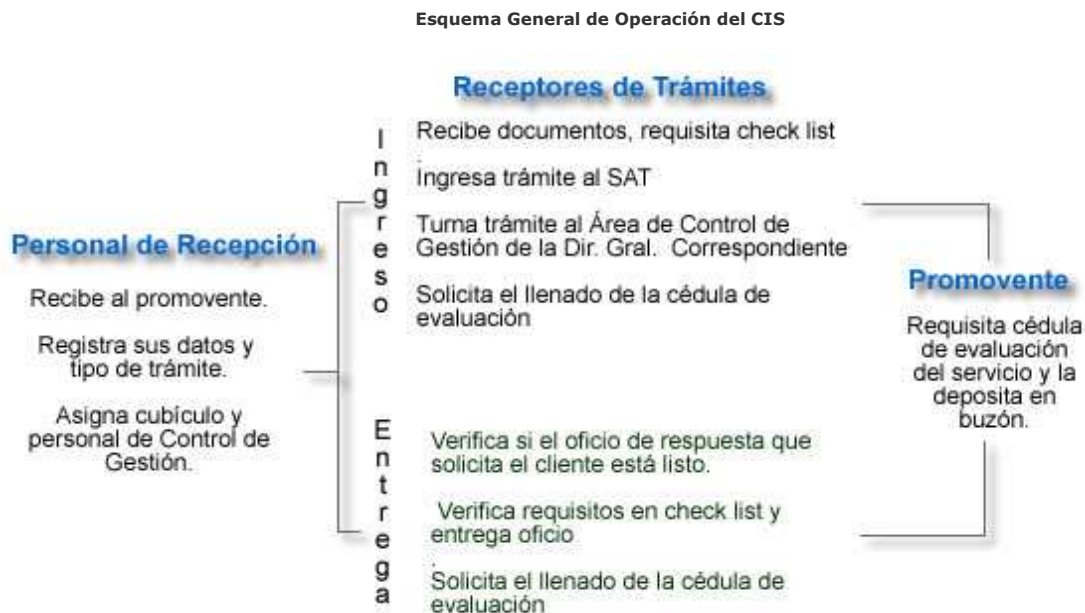 Esquema General de Operación del CIS
Receptores de Trámites
Personal de Recepción
Recibe al promovente.
Registra sus datos y
tipo de trámite.
Asigna cubículo y
personal de Control de
Gestión.
Ingreso
Recibe documentos, requisita check list
.
Ingresa trámite al SAT
Turna trámite al Área de Control de
Gestión de la Dir. Gral. Correspondiente
Solicita el llenado de la cédula de
evaluación
Entrega
Verifica si el oficio de respuesta que
solicita el cliente está listo.
Verifica requisitos en check list y
entrega oficio
.
Solicita el llenado de la cédula de
evaluación
Promovente
Requisita cédula
de evaluación
del servicio y la
deposita en
buzón.